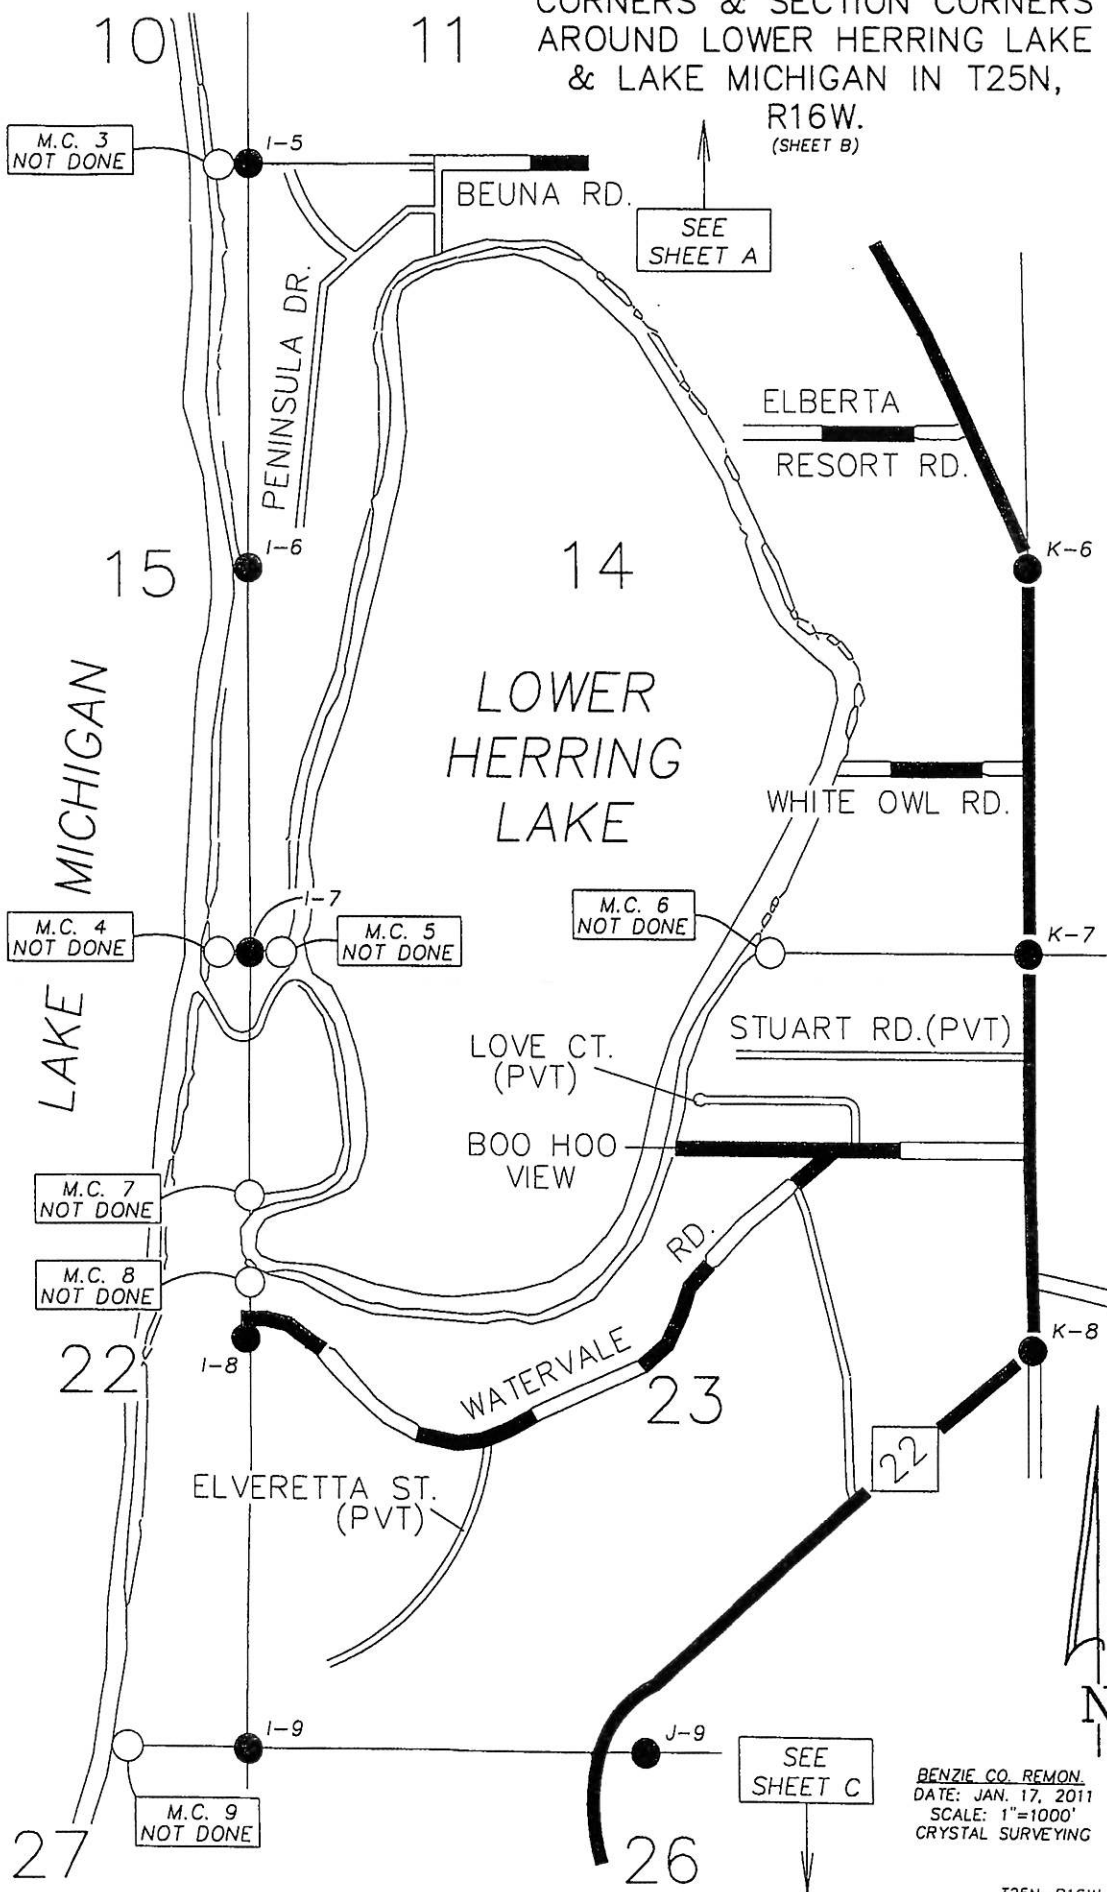 CORNERS & SECTION CORNERS
AROUND LOWER HERRING LAKE
& LAKE MICHIGAN IN T25N,
R16W.
(SHEET B)
10
11
M.C. 3
NOT DONE
I-5
BEUNA RD.
SEE
SHEET A
PENINSULA DR.
ELBERTA
RESORT RD.
I-6
K-6
15
14
LAKE MICHIGAN
LOWER
HERRING
LAKE
WHITE OWL RD.
I-7
M.C. 4
NOT DONE
M.C. 5
NOT DONE
M.C. 6
NOT DONE
K-7
STUART RD.(PVT)
LOVE CT.
(PVT)
BOO HOO
VIEW
M.C. 7
NOT DONE
M.C. 8
NOT DONE
WATERVALE RD.
I-8
K-8
22
23
22
ELVERETTA ST.
(PVT)
N
I-9
J-9
SEE
SHEET C
M.C. 9
NOT DONE
27
26
BENZIE CO. REMON.
DATE: JAN. 17, 2011
SCALE: 1"=1000'
CRYSTAL SURVEYING